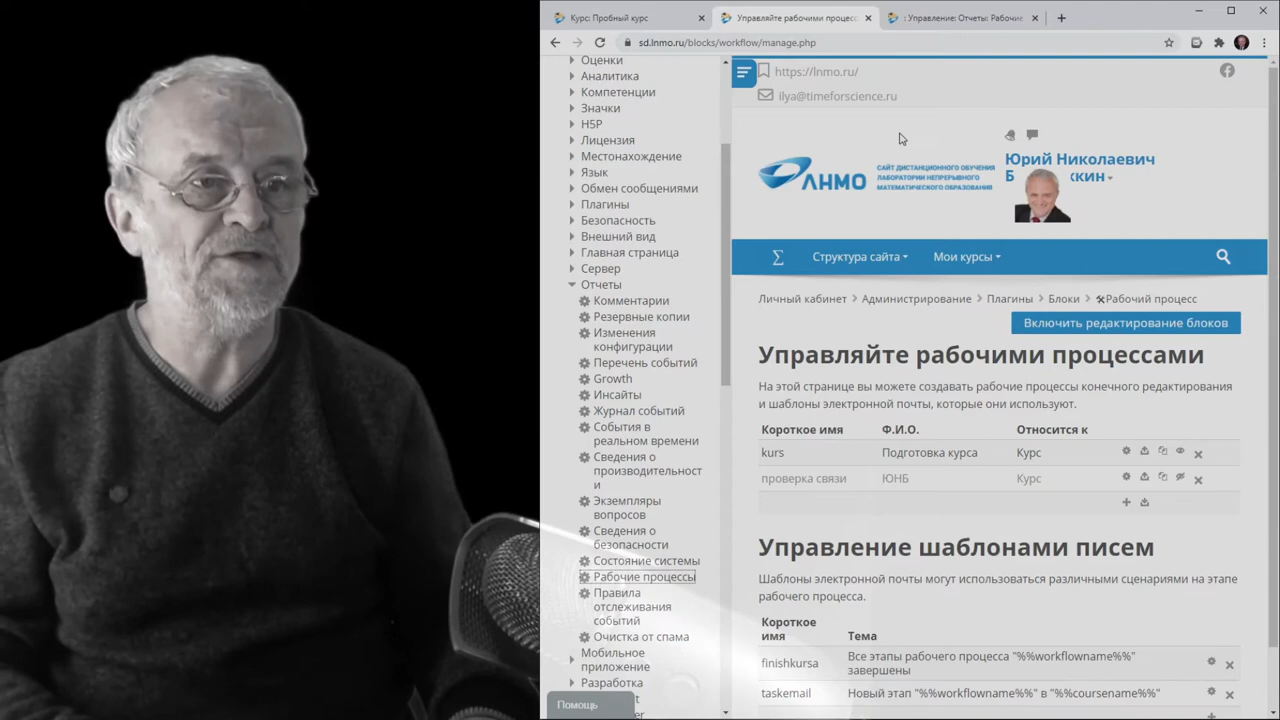 Курс: Пробный курс
Управляйте рабочими процесс
: Управление: Отчеты: Рабочие
sd.lnmo.ru/blocks/workflow/manage.php
Оценки
Аналитика
Компетенции
Значки
H5P
Лицензия
Местонахождение
Язык
Обмен сообщениями
Плагины
Безопасность
Внешний вид
Главная страница
Сервер
Отчеты
Комментарии
Резервные копии
Изменения
конфигурации
Перечень событий
Growth
Инсайты
Журнал событий
События в
реальном времени
Сведения о
производительност
и
Экземпляры
вопросов
Сведения о
безопасности
Состояние системы
Рабочие процессы
Правила
отслеживания
событий
Очистка от спама
Мобильное
приложение
Разработка
Помощь
https://lnmo.ru/
ilya@timeforscience.ru
ЛНМО
САЙТ ДИСТАНЦИОННОГО ОБУЧЕНИЯ
ЛАБОРАТОРИИ НЕПРЕРЫВНОГО
МАТЕМАТИЧЕСКОГО ОБРАЗОВАНИЯ
Юрий Николаевич
Структура сайта
Мои курсы
Личный кабинет > Администрирование > Плагины > Блоки > Рабочий процесс
Включить редактирование блоков
Управляйте рабочими процессами
На этой странице вы можете создавать рабочие процессы конечного редактирования
и шаблоны электронной почты, которые они используют.
Короткое имя Ф.И.О. Относится к
kurs Подготовка курса Курс
проверка связи ЮНБ Курс
Управление шаблонами писем
Шаблоны электронной почты могут использоваться различными сценариями на этапе
рабочего процесса.
Короткое
имя Тема
finishkursa Все этапы рабочего процесса "%%workflowname%%"
завершены
taskemail Новый этап "%%workflowname%%" в "%%coursename%%"